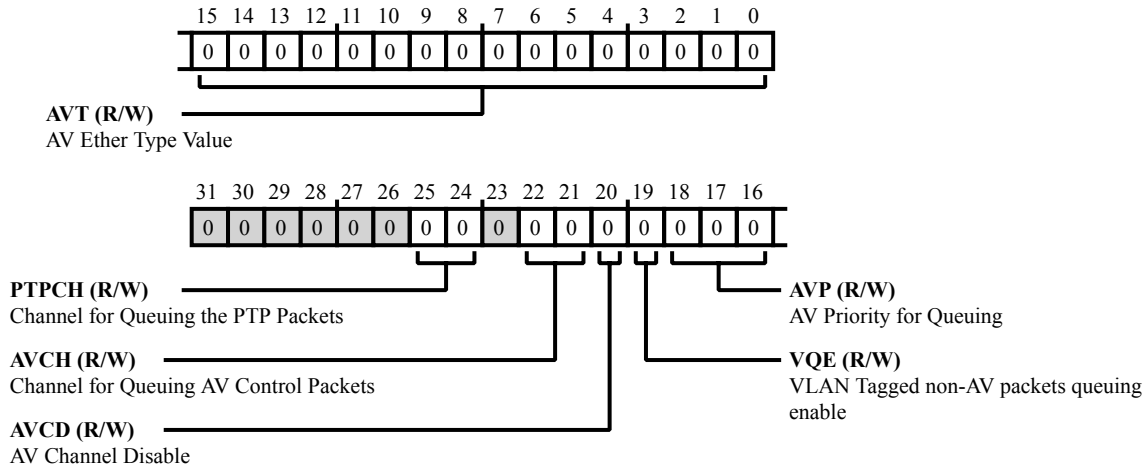 15 14 13 12 11 10 9 8 7 6 5 4 3 2 1 0
0 0 0 0 0 0 0 0 0 0 0 0 0 0 0 0
AVT (R/W)
AV Ether Type Value
31 30 29 28 27 26 25 24 23 22 21 20 19 18 17 16
0 0 0 0 0 0 0 0 0 0 0 0 0 0 0 0
PTPCH (R/W)
Channel for Queuing the PTP Packets
AVP (R/W)
AV Priority for Queuing
AVCH (R/W)
Channel for Queuing AV Control Packets
VQE (R/W)
VLAN Tagged non-AV packets queuing
enable
AVCD (R/W)
AV Channel Disable